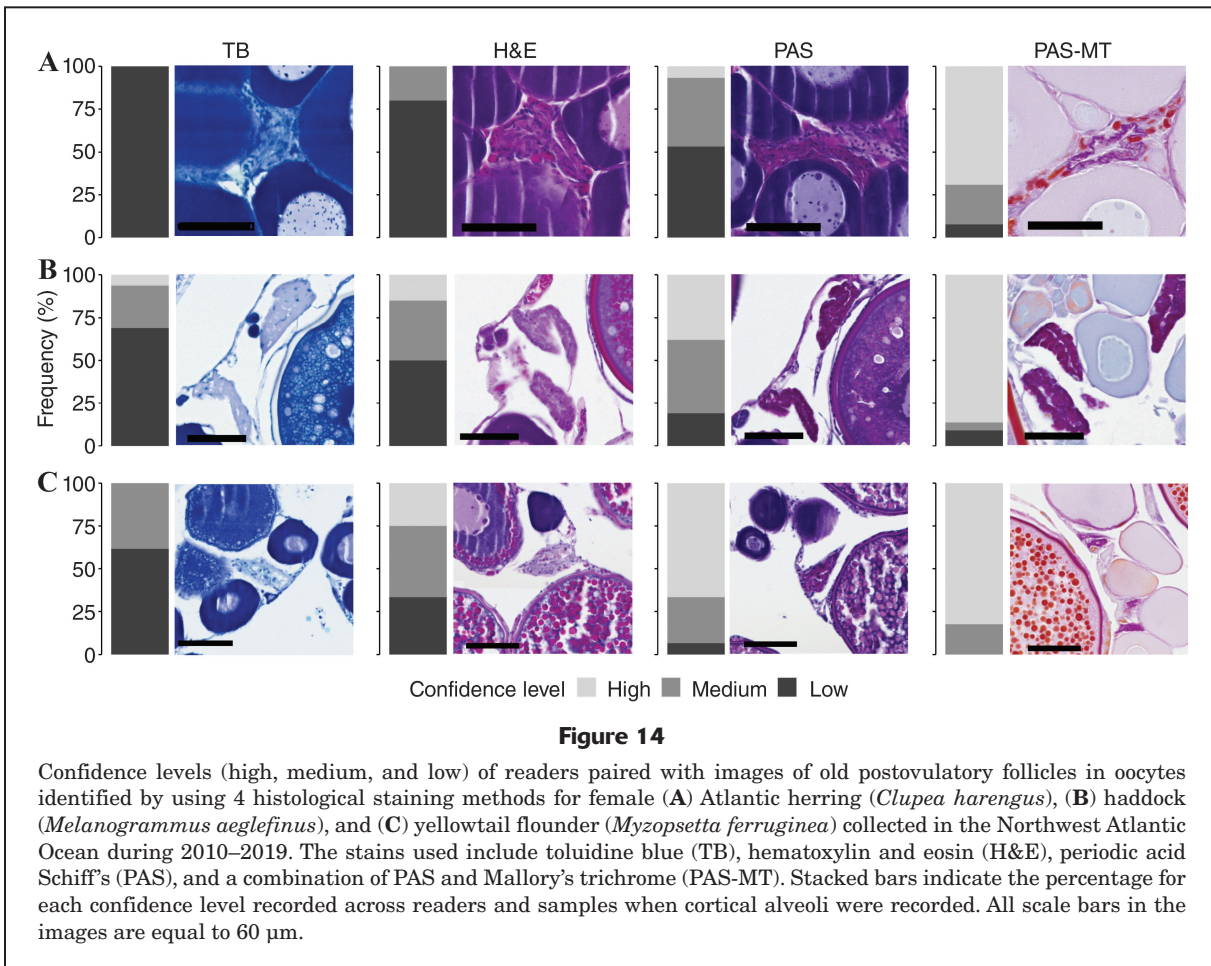 TB H&E PAS PAS-MT
A 100 75 50 25 0
B 100 75 50 25 0
Frequency (%)
C 100 75 50 25 0
Confidence level High Medium Low
Figure 14
Confidence levels (high, medium, and low) of readers paired with images of old postovulatory follicles in oocytes
identified by using 4 histological staining methods for female (A) Atlantic herring (Clupea harengus), (B) haddock
(Melanogrammus aeglefinus), and (C) yellowtail flounder (Myzopsetta ferruginea) collected in the Northwest Atlantic
Ocean during 2010–2019. The stains used include toluidine blue (TB), hematoxylin and eosin (H&E), periodic acid
Schiff's (PAS), and a combination of PAS and Mallory's trichrome (PAS-MT). Stacked bars indicate the percentage for
each confidence level recorded across readers and samples when cortical alveoli were recorded. All scale bars in the
images are equal to 60 μm.